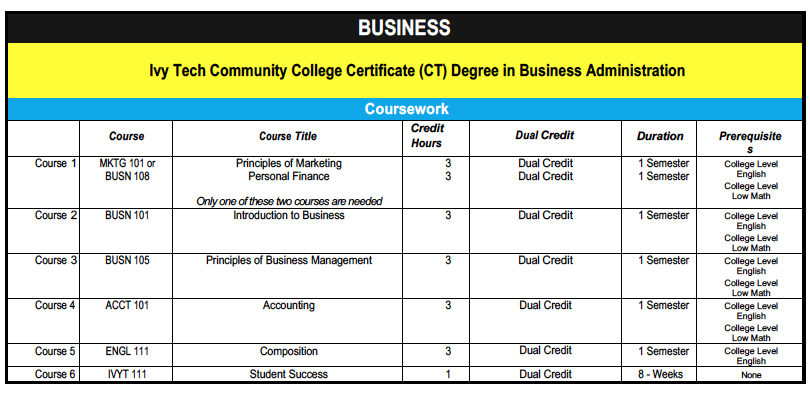 BUSINESS
Ivy Tech Community College Certificate (CT) Degree in Business Administration
Coursework
Course Course Title Credit Hours Dual Credit Duration Prerequisites
Course 1 MKTG 101 or Principles of Marketing 3 Dual Credit 1 Semester College Level English
BUSN 108 Personal Finance 3 Dual Credit 1 Semester College Level Low Math
Only one of these two courses are needed
Course 2 BUSN 101 Introduction to Business 3 Dual Credit 1 Semester College Level English College Level Low Math
Course 3 BUSN 105 Principles of Business Management 3 Dual Credit 1 Semester College Level English College Level Low Math
Course 4 ACCT 101 Accounting 3 Dual Credit 1 Semester College Level English College Level Low Math
Course 5 ENGL 111 Composition 3 Dual Credit 1 Semester College Level English
Course 6 IVYT 111 Student Success 1 Dual Credit 8 - Weeks None